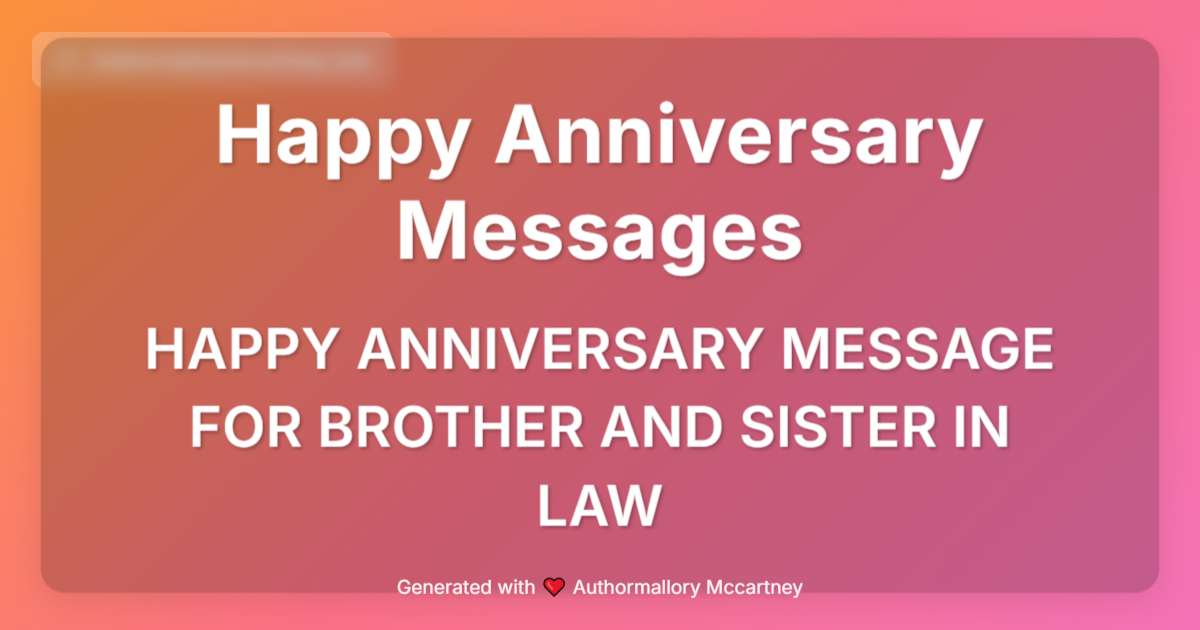 Happy Anniversary
Messages
HAPPY ANNIVERSARY MESSAGE
FOR BROTHER AND SISTER IN
LAW
Generated with ❤️ Authormallory Mccartney